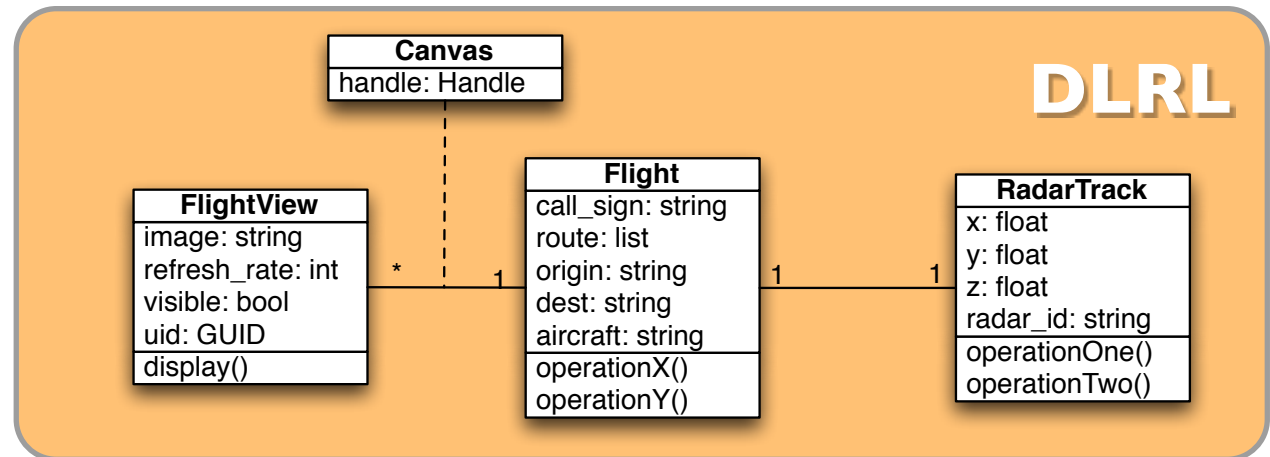 DLRL
Canvas
handle: Handle
FlightView
image: string
refresh_rate: int
visible: bool
uid: GUID
display()
*
1
Flight
call_sign: string
route: list
origin: string
dest: string
aircraft: string
operationX()
operationY()
1
1
RadarTrack
x: float
y: float
z: float
radar_id: string
operationOne()
operationTwo()